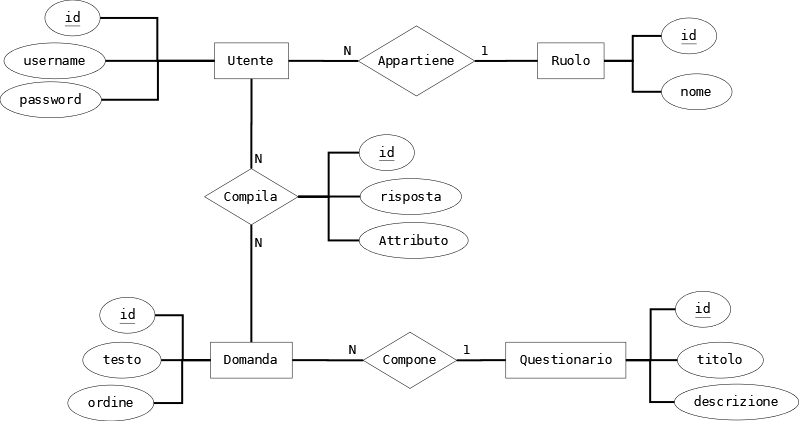 id
username
password
Utente
N
Appartiene
1
Ruolo
id
nome
N
Compila
N
id
risposta
Attributo
id
testo
ordine
Domanda
N
Compone
1
Questionario
id
titolo
descrizione